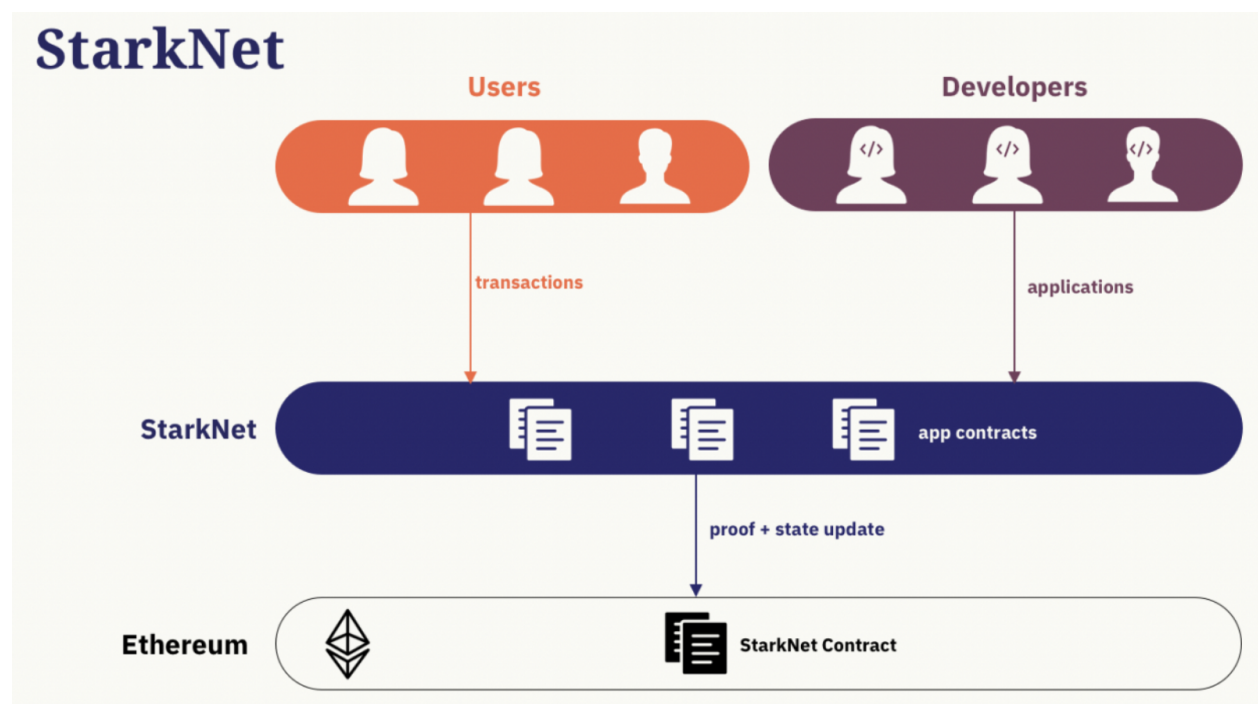 StarkNet
Users
Developers
</>
</>
</>
transactions
applications
StarkNet
app contracts
proof + state update
Ethereum
StarkNet Contract